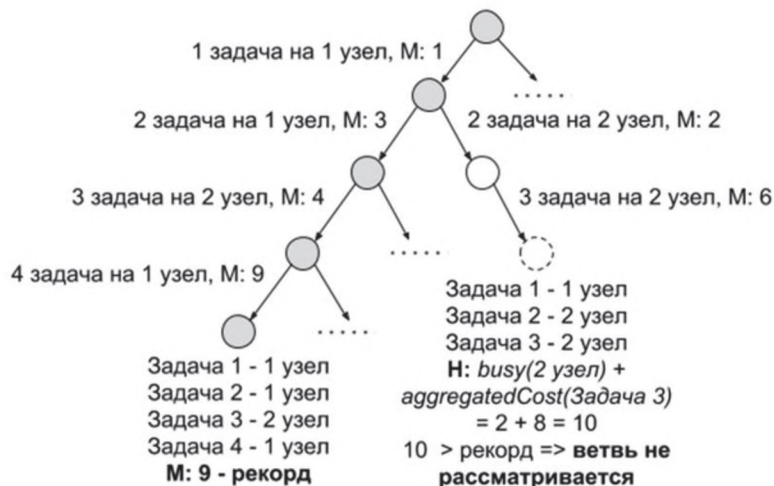 1 задача на 1 узел, M: 1
2 задача на 1 узел, M: 3
2 задача на 2 узел, M: 2
3 задача на 2 узел, M: 4
3 задача на 2 узел, M: 6
4 задача на 1 узел, M: 9
Задача 1 - 1 узел
Задача 2 - 2 узел
Задача 3 - 2 узел
H: busy(2 узел) +
aggregatedCost(Задача 3)
= 2 + 8 = 10
10 > рекорд => ветвь не
рассматривается
Задача 1 - 1 узел
Задача 2 - 1 узел
Задача 3 - 2 узел
Задача 4 - 1 узел
M: 9 - рекорд